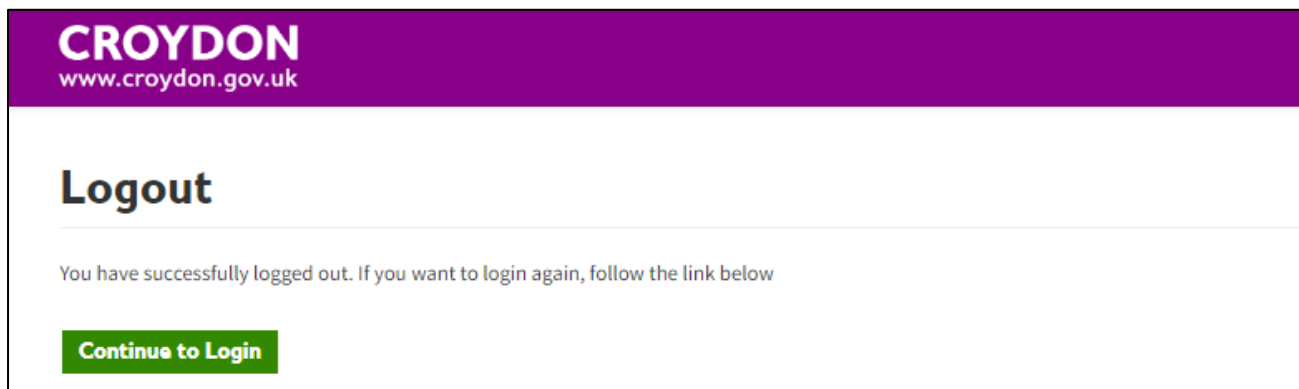 CROYDON
www.croydon.gov.uk
Logout
You have successfully logged out. If you want to login again, follow the link below
Continue to Login